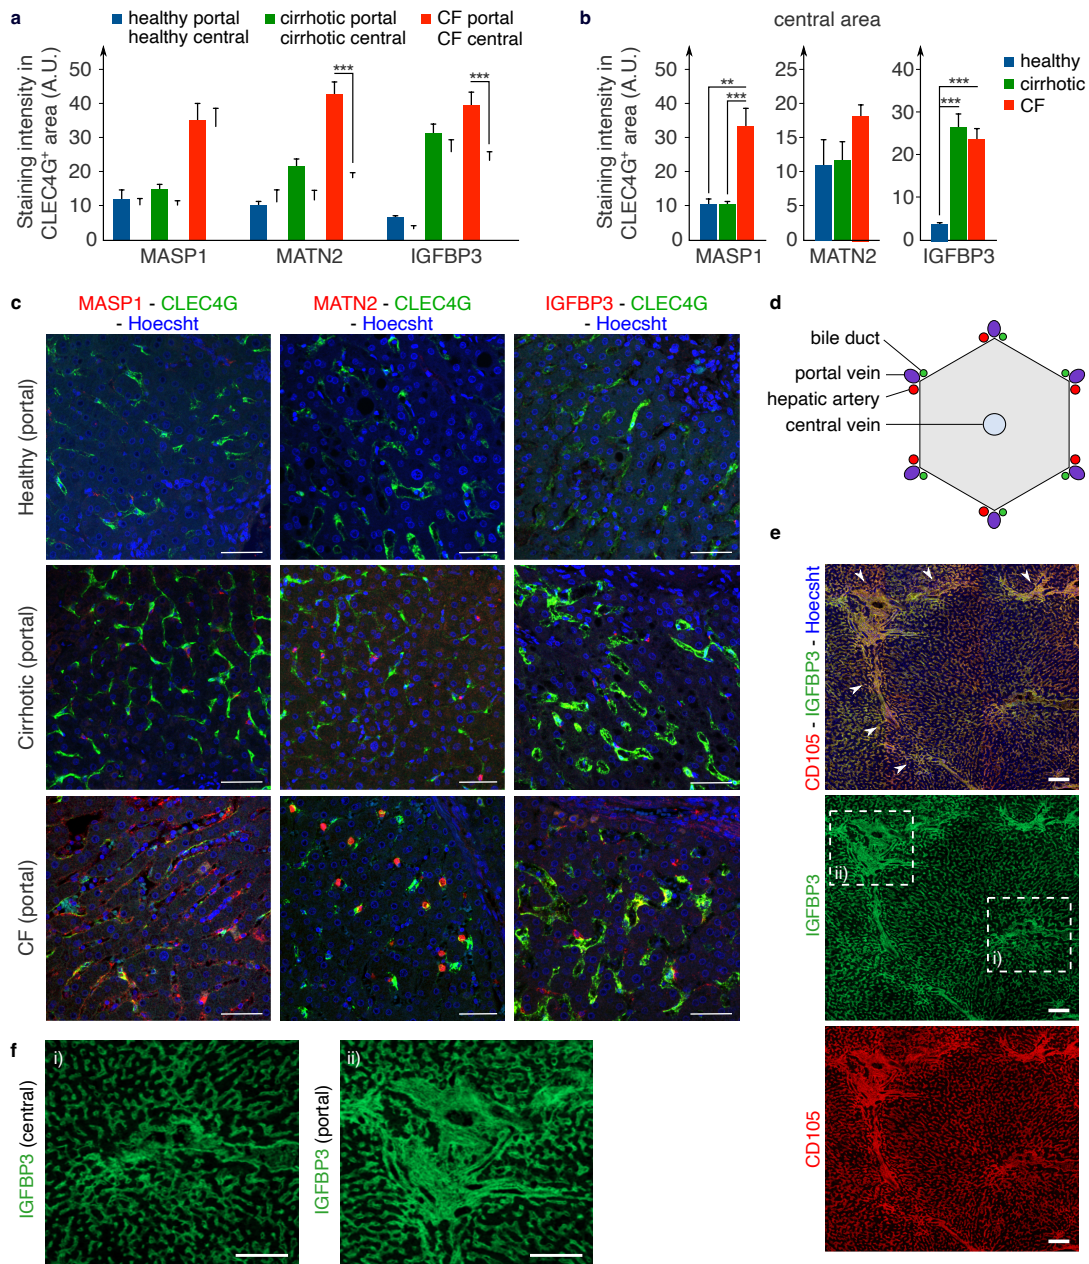 a
healthy portal
healthy central
cirrhotic portal
cirrhotic central
CF portal
CF central
Staining intensity in
CLEC4G+ area (A.U.)
50
40
30
20
10
0
***
***
MASP1
MATN2
IGFBP3
b
central area
Staining intensity in
CLEC4G+ area (A.U.)
50
40
30
20
10
0
**
***
MASP1
25
20
15
10
5
0
MATN2
40
30
20
10
0
***
***
IGFBP3
healthy
cirrhotic
CF
c
MASP1 - CLEC4G
- Hoecsht
MATN2 - CLEC4G
- Hoecsht
IGFBP3 - CLEC4G
- Hoecsht
Healthy (portal)
Cirrhotic (portal)
CF (portal)
d
bile duct
portal vein
hepatic artery
central vein
e
CD105 - IGFBP3 - Hoecsht
IGFBP3
ii)
i)
CD105
f
IGFBP3 (central)
i)
IGFBP3 (portal)
ii)